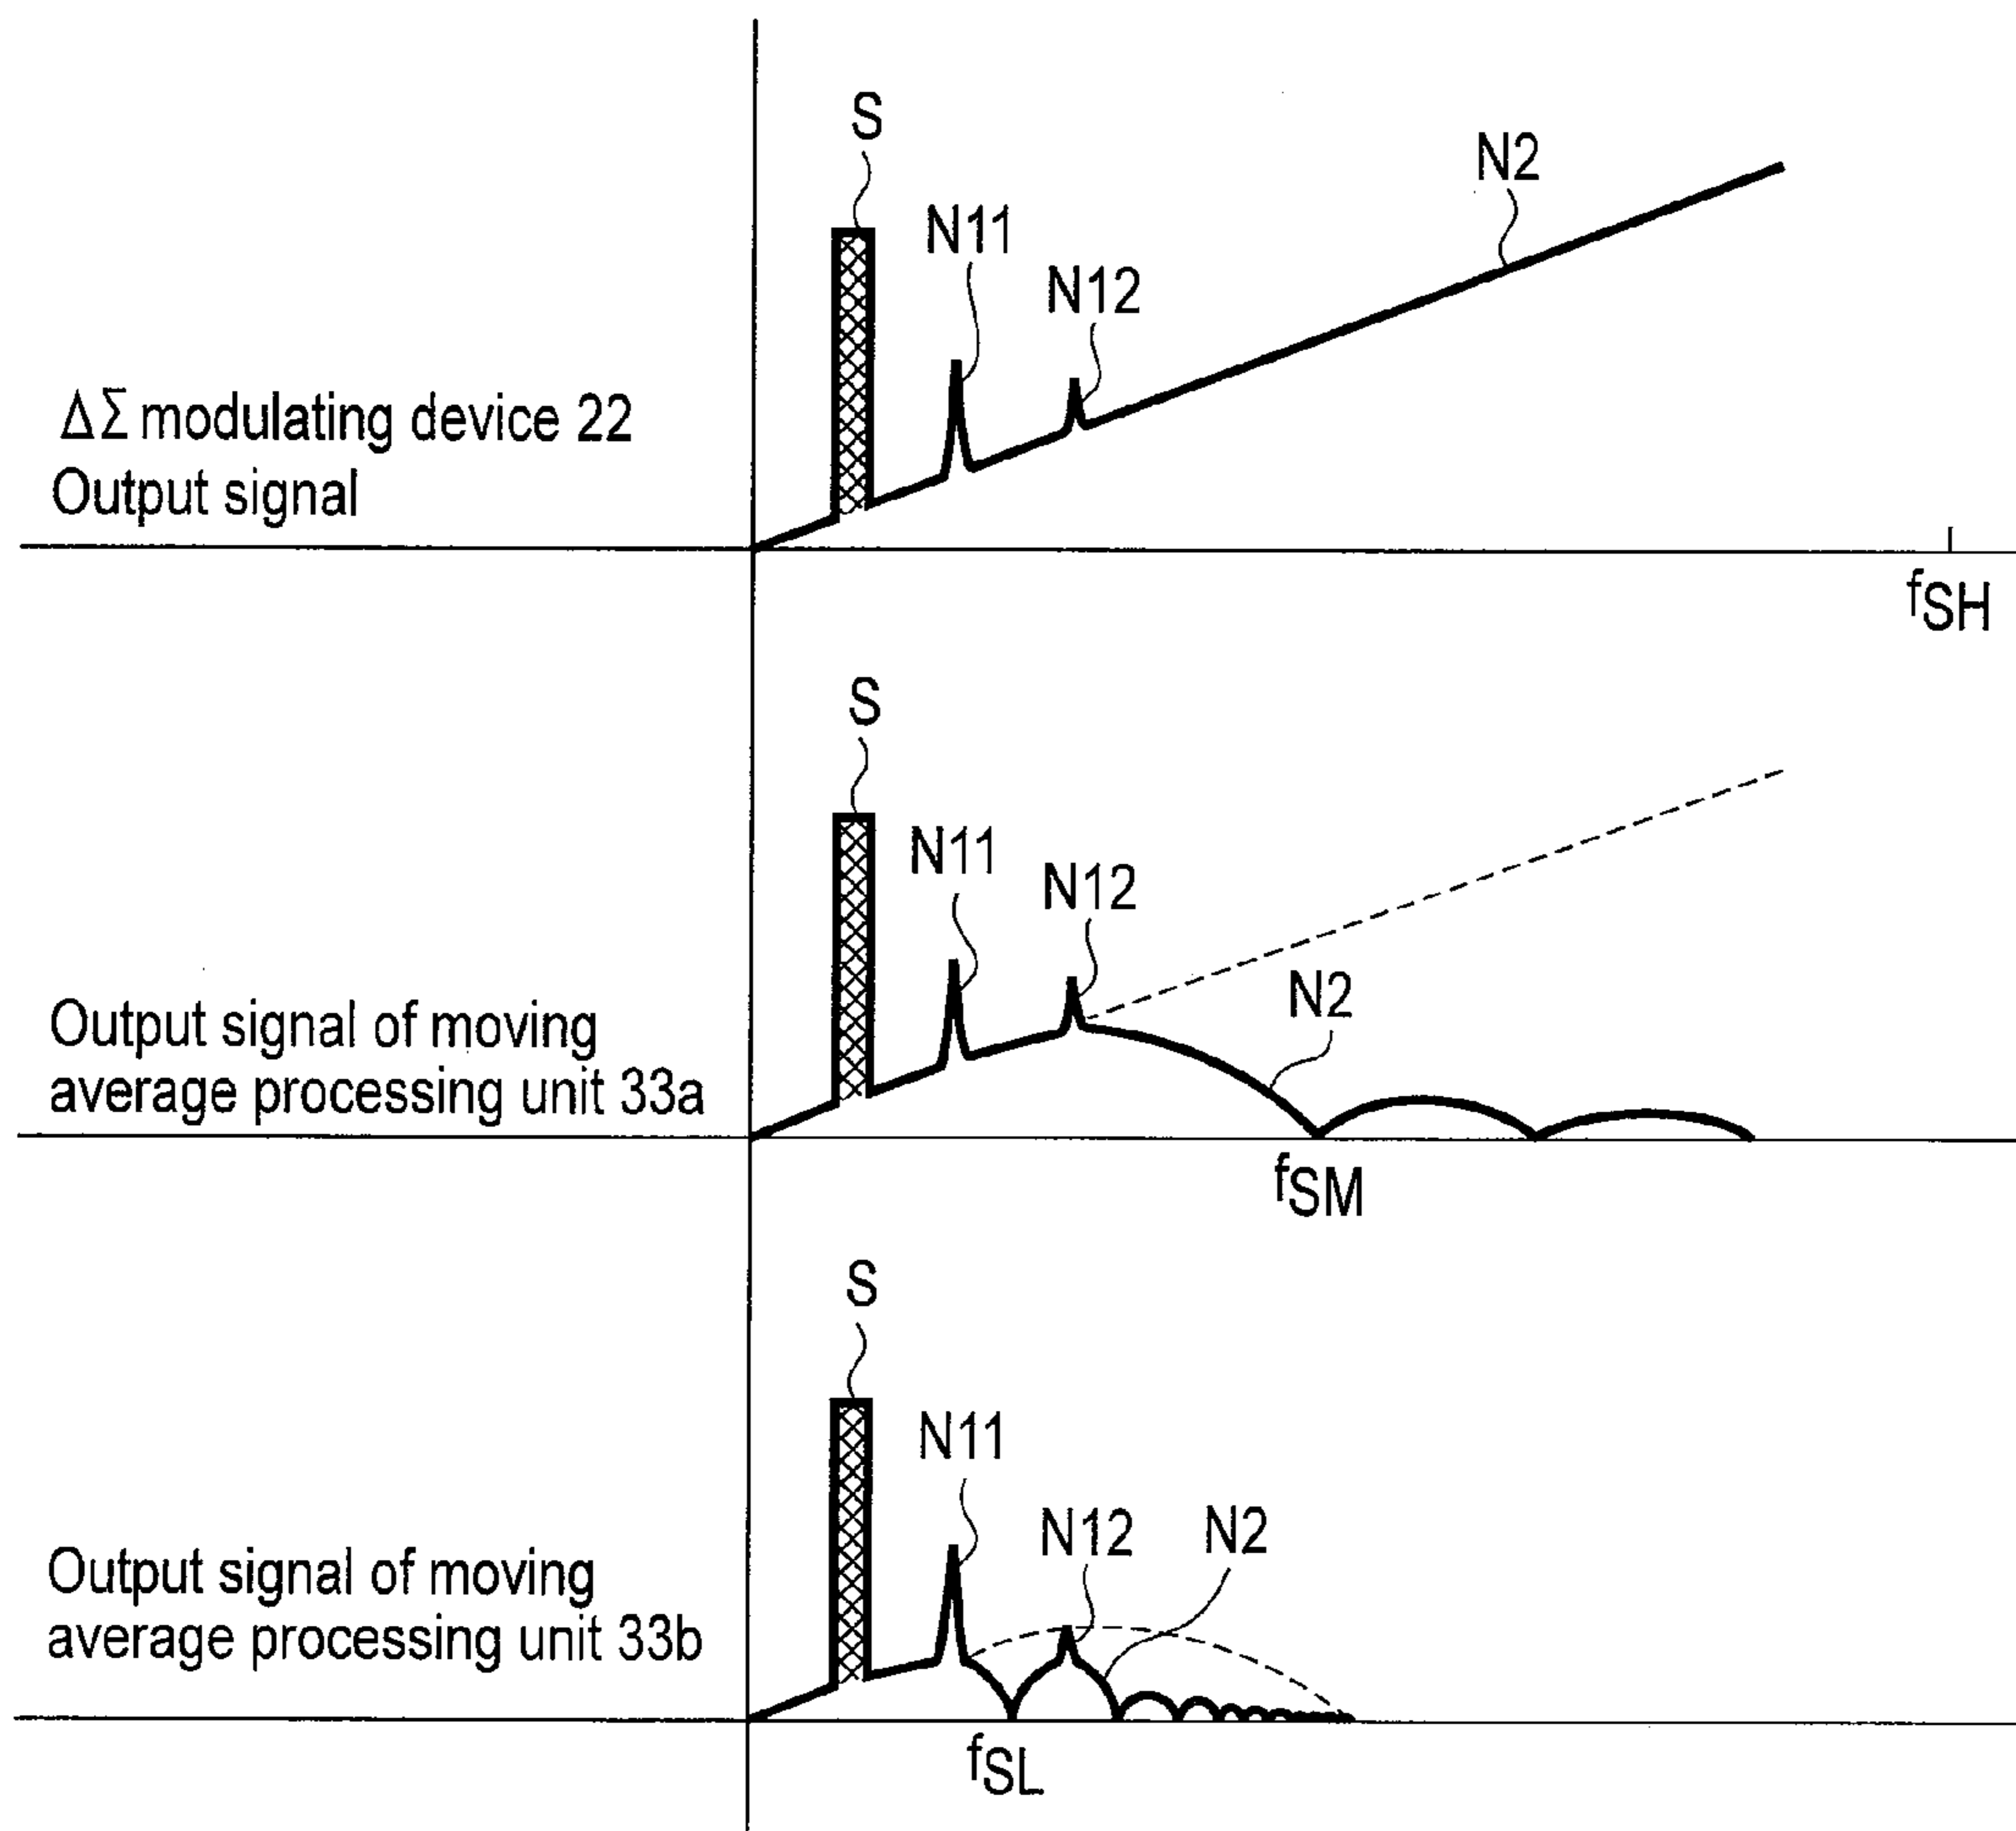 S
N11
N12
N2
ΔΣ modulating device 22
Output signal
fSH
S
N11
N12
N2
Output signal of moving
average processing unit 33a
fSM
S
N11
N12
N2
Output signal of moving
average processing unit 33b
fSL